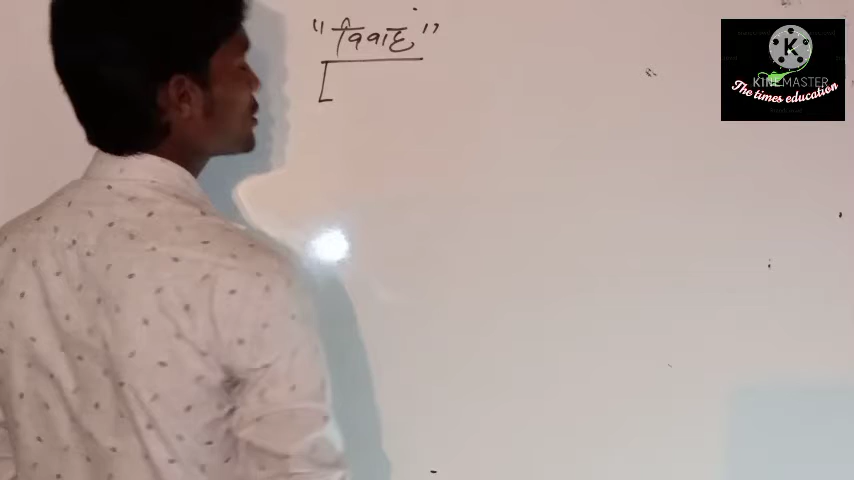 "विवाह"
K
KINEMASTER
The times education